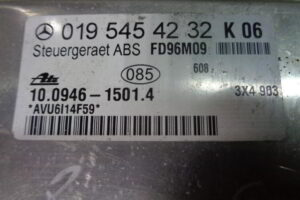 019 545 42 32 K 06
Steuergeraet ABS FD96M09
085 608
Ate 10.0946-1501.4 3X4 983
*AVU6I14F59*